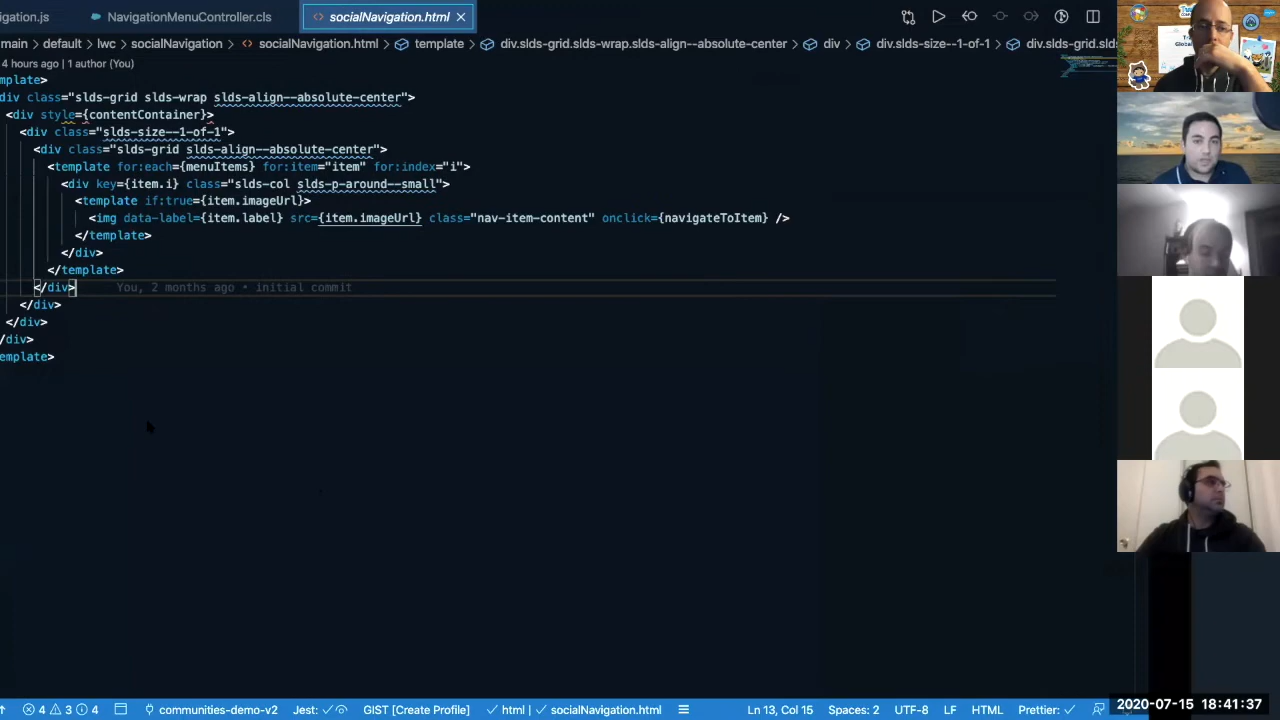 igation.js NavigationMenuController.cls <> socialNavigation.html ×
main > default > lwc > socialNavigation > <> socialNavigation.html > template > div.slds-grid.slds-wrap.slds-align--absolute-center > div > div.slds-size--1-of-1 > div.slds-grid.slds
4 hours ago | 1 author (You)
mplate>
div class="slds-grid slds-wrap slds-align--absolute-center">
<div style={contentContainer}>
<div class="slds-size--1-of-1">
<div class="slds-grid slds-align--absolute-center">
<template for:each={menuItems} for:item="item" for:index="i">
<div key={item.i} class="slds-col slds-p-around--small">
<template if:true={item.imageUrl}>
<img data-label={item.label} src={item.imageUrl} class="nav-item-content" onclick={navigateToItem} />
</template>
</div>
</template>
</div> You, 2 months ago • initial commit
</div>
</div>
/div>
emplate>
4 3 4 communities-demo-v2 Jest: ✓ GIST [Create Profile] html | ✓ socialNavigation.html Ln 13, Col 15 Spaces: 2 UTF-8 LF HTML Prettier: ✓
2020-07-15 18:41:37